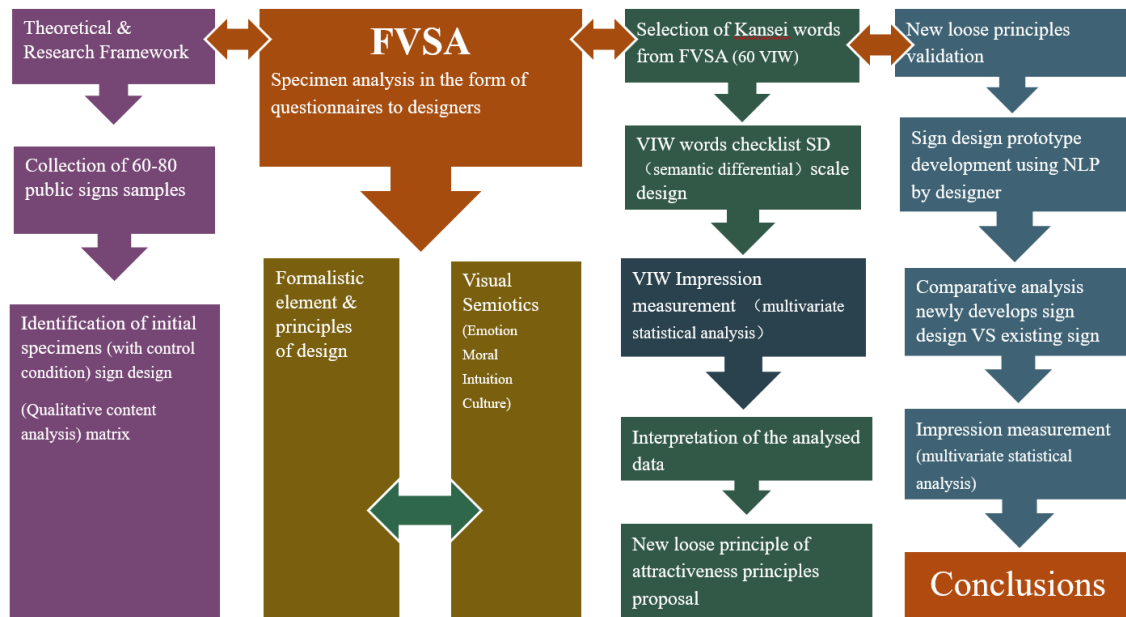 Theoretical &
Research Framework
Collection of 60-80
public signs samples
Identification of initial
specimens (with control
condition) sign design
(Qualitative content
analysis) matrix
FVSA
Specimen analysis in the form of
questionnaires to designers
Formalistic
element &
principles
of design
Visual
Semiotics
(Emotion
Moral
Intuition
Culture)
Selection of Kansei words
from FVSA (60 VIW)
VIW words checklist SD
（semantic differential）scale
design
VIW Impression
measurement （multivariate
statistical analysis）
Interpretation of the analysed
data
New loose principle of
attractiveness principles
proposal
New loose principles
validation
Sign design prototype
development using NLP
by designer
Comparative analysis
newly develops sign
design VS existing sign
Impression measurement
(multivariate statistical
analysis)
Conclusions